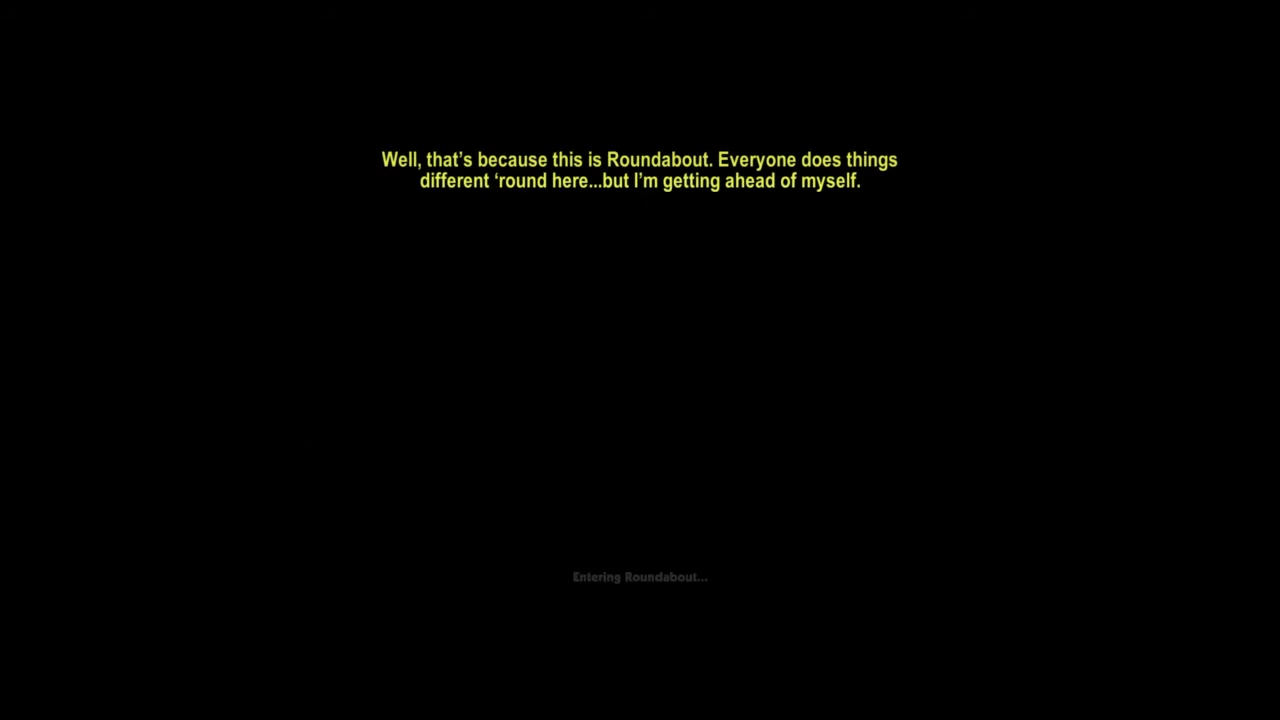 Well, that’s because this is Roundabout. Everyone does things
different ‘round here...but I’m getting ahead of myself.
Entering Roundabout...